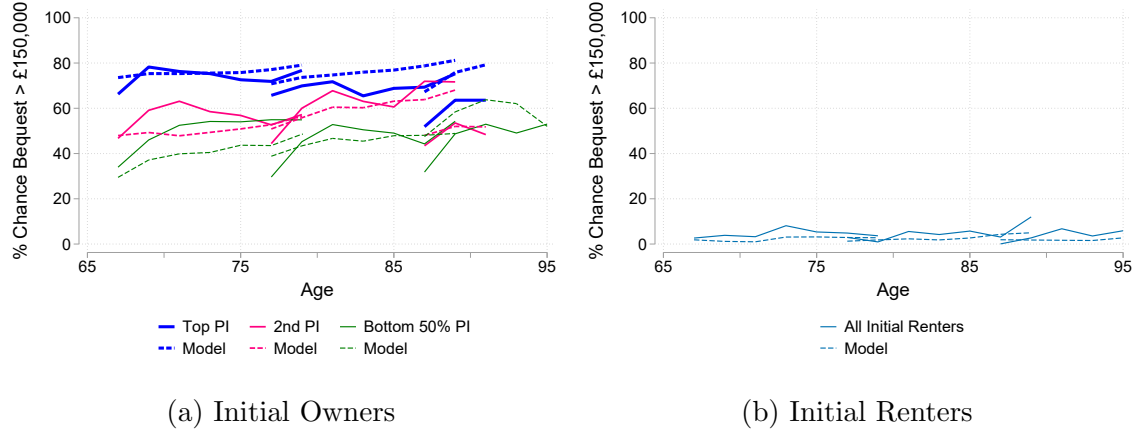 % Chance Bequest > £150,000
100
80
60
40
20
0
65
75
85
95
Age
Top PI
2nd PI
Bottom 50% PI
Model
Model
Model
(a) Initial Owners
% Chance Bequest > £150,000
100
80
60
40
20
0
65
75
85
95
Age
All Initial Renters
Model
(b) Initial Renters